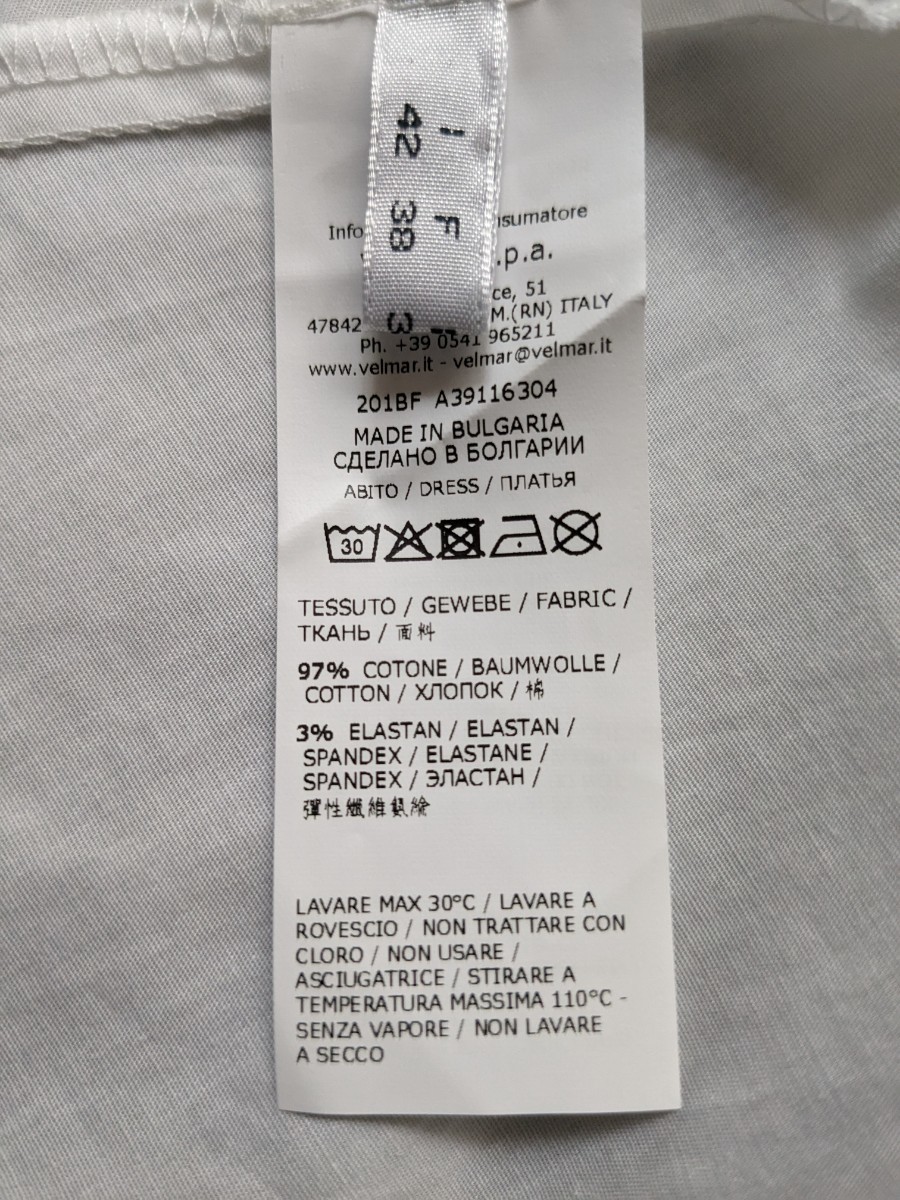 I F
42 38 3
Info sumatore
.p.a.
ce, 51
47842 M.(RN) ITALY
Ph. +39 0541 965211
www.velmar.it - velmar@velmar.it
201BF A39116304
MADE IN BULGARIA
СДЕЛАНО В БОЛГАРИИ
ABITO / DRESS / ПЛАТЬЯ
30
TESSUTO / GEWEBE / FABRIC /
ТКАНЬ / 面料
97% COTONE / BAUMWOLLE /
COTTON / ХЛОПОК / 棉
3% ELASTAN / ELASTAN /
SPANDEX / ELASTANE /
SPANDEX / ЭЛАСТАН /
彈性纖維
LAVARE MAX 30°C / LAVARE A
ROVESCIO / NON TRATTARE CON
CLORO / NON USARE /
ASCIUGATRICE / STIRARE A
TEMPERATURA MASSIMA 110°C -
SENZA VAPORE / NON LAVARE
A SECCO